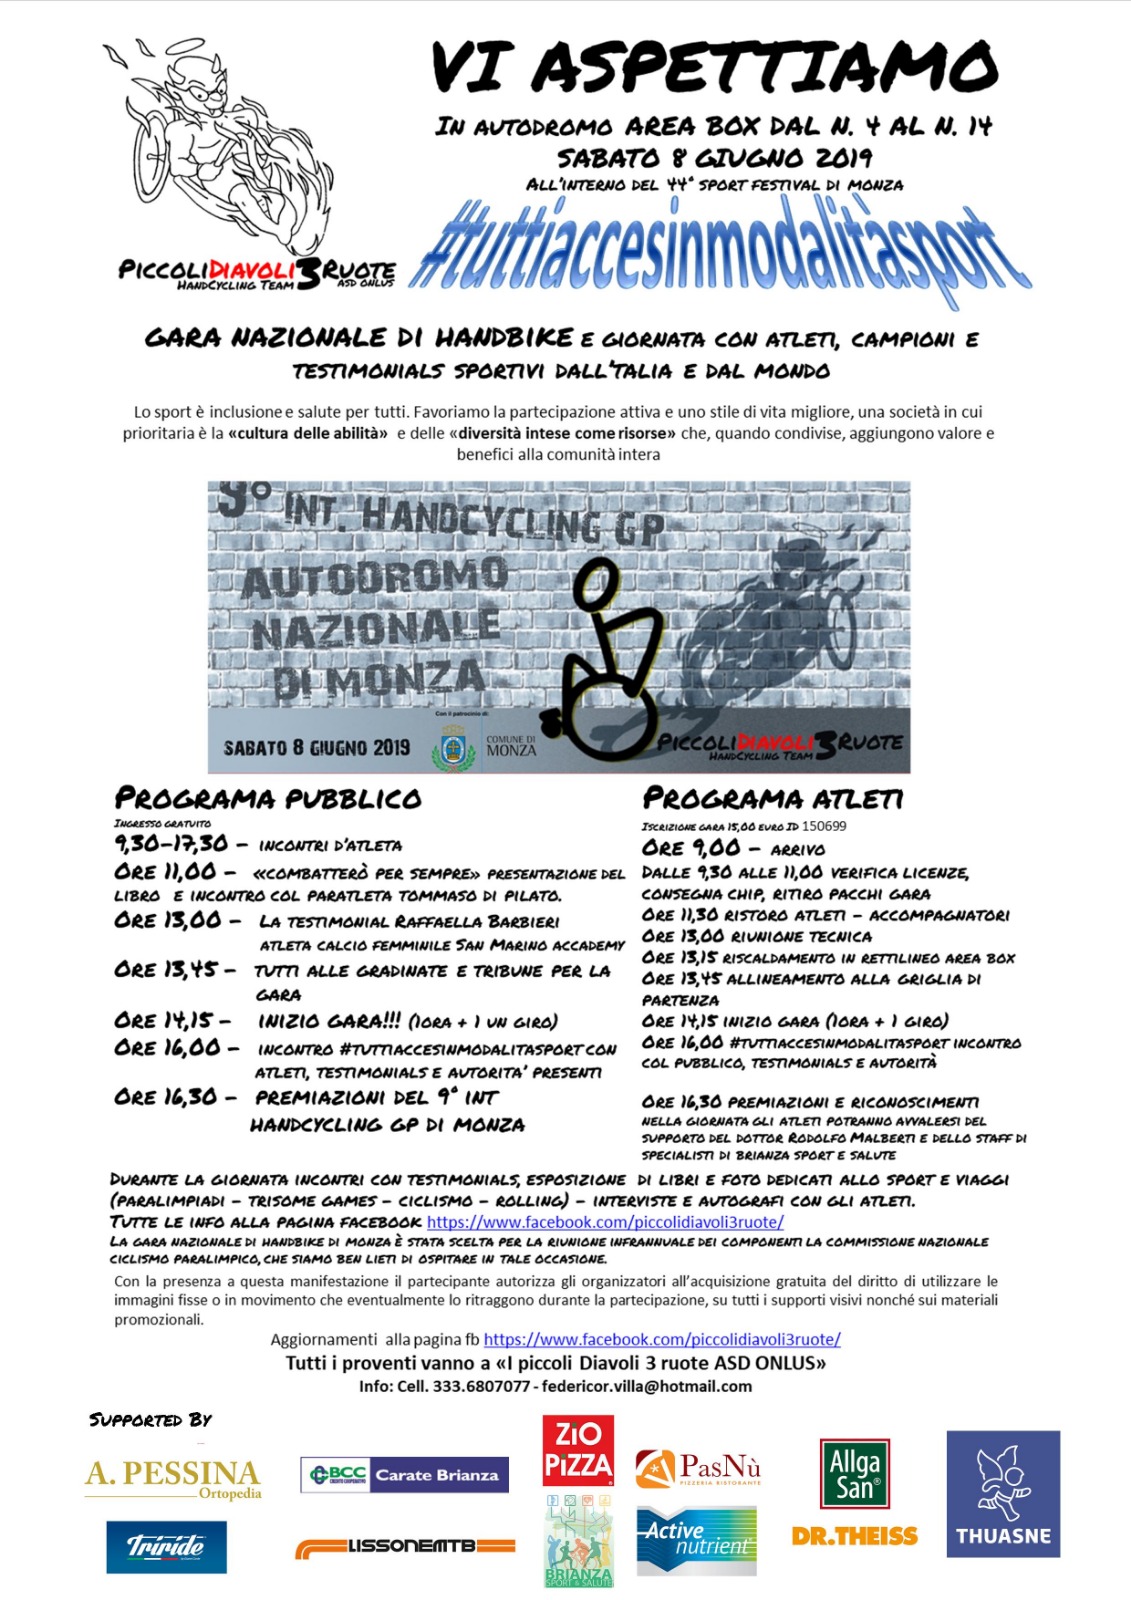 VI ASPETTIAMO
IN AUTODROMO AREA BOX DAL N. 4 AL N. 14
SABATO 8 GIUGNO 2019
ALL'INTERNO DEL 44° SPORT FESTIVAL DI MONZA
#tuttiaccesinmodalitàsport
PICCOLIDIAVOLI3RUOTE
HANDCYCLING TEAM ASD ONLUS
GARA NAZIONALE DI HANDBIKE E GIORNATA CON ATLETI, CAMPIONI E
TESTIMONIALS SPORTIVI DALL'TALIA E DAL MONDO
Lo sport è inclusione e salute per tutti. Favoriamo la partecipazione attiva e uno stile di vita migliore, una società in cui
prioritaria è la «cultura delle abilità» e delle «diversità intese come risorse» che, quando condivise, aggiungono valore e
benefici alla comunità intera
9° INT. HANDCYCLING GP
AUTODROMO
NAZIONALE
DI MONZA
Con il patrocinio di:
SABATO 8 GIUGNO 2019
COMUNE DI
MONZA
PICCOLIDIAVOLI3RUOTE
HANDCYCLING TEAM
PROGRAMA PUBBLICO
INGRESSO GRATUITO
9,30-17,30 - INCONTRI D'ATLETA
ORE 11,00 - «COMBATTERÒ PER SEMPRE» PRESENTAZIONE DEL
LIBRO E INCONTRO COL PARATLETA TOMMASO DI PILATO.
ORE 13,00 - LA TESTIMONIAL RAFFAELLA BARBIERI
ATLETA CALCIO FEMMINILE SAN MARINO ACCADEMY
ORE 13,45 - TUTTI ALLE GRADINATE E TRIBUNE PER LA
GARA
ORE 14,15 - INIZIO GARA!!! (1ORA + 1 UN GIRO)
ORE 16,00 - INCONTRO #TUTTIACCESINMODALITASPORT CON
ATLETI, TESTIMONIALS E AUTORITA' PRESENTI
ORE 16,30 - PREMIAZIONI DEL 9° INT
HANDCYCLING GP DI MONZA
PROGRAMA ATLETI
ISCRIZIONE GARA 15,00 EURO ID 150699
ORE 9,00 - ARRIVO
DALLE 9,30 ALLE 11,00 VERIFICA LICENZE,
CONSEGNA CHIP, RITIRO PACCHI GARA
ORE 11,30 RISTORO ATLETI - ACCOMPAGNATORI
ORE 13,00 RIUNIONE TECNICA
ORE 13,15 RISCALDAMENTO IN RETTILINEO AREA BOX
ORE 13,45 ALLINEAMENTO ALLA GRIGLIA DI
PARTENZA
ORE 14,15 INIZIO GARA (1ORA + 1 GIRO)
ORE 16,00 #TUTTIACCESINMODALITASPORT INCONTRO
COL PUBBLICO, TESTIMONIALS E AUTORITÀ
ORE 16,30 PREMIAZIONI E RICONOSCIMENTI
NELLA GIORNATA GLI ATLETI POTRANNO AVVALERSI DEL
SUPPORTO DEL DOTTOR RODOLFO MALBERTI E DELLO STAFF DI
SPECIALISTI DI BRIANZA SPORT E SALUTE
DURANTE LA GIORNATA INCONTRI CON TESTIMONIALS, ESPOSIZIONE DI LIBRI E FOTO DEDICATI ALLO SPORT E VIAGGI
(PARALIMPIADI - TRISOME GAMES - CICLISMO - ROLLING) - INTERVISTE E AUTOGRAFI CON GLI ATLETI.
TUTTE LE INFO ALLA PAGINA FACEBOOK https://www.facebook.com/piccolidiavoli3ruote/
LA GARA NAZIONALE DI HANDBIKE DI MONZA È STATA SCELTA PER LA RIUNIONE INFRANNUALE DEI COMPONENTI LA COMMISSIONE NAZIONALE
CICLISMO PARALIMPICO, CHE SIAMO BEN LIETI DI OSPITARE IN TALE OCCASIONE.
Con la presenza a questa manifestazione il partecipante autorizza gli organizzatori all'acquisizione gratuita del diritto di utilizzare le
immagini fisse o in movimento che eventualmente lo ritraggono durante la partecipazione, su tutti i supporti visivi nonché sui materiali
promozionali.
Aggiornamenti alla pagina fb https://www.facebook.com/piccolidiavoli3ruote/
Tutti i proventi vanno a «I piccoli Diavoli 3 ruote ASD ONLUS»
Info: Cell. 333.6807077 - federicor.villa@hotmail.com
SUPPORTED BY
A. PESSINA
Ortopedia
BCC
CREDITO COOPERATIVO
Carate Brianza
ZIO
PIZZA
PasNù
PIZZERIA RISTORANTE
Allga
San®
THUASNE
Triride
LISSONEMTB
BRIANZA
SPORT & SALUTE
Active
nutrient
DR.THEISS